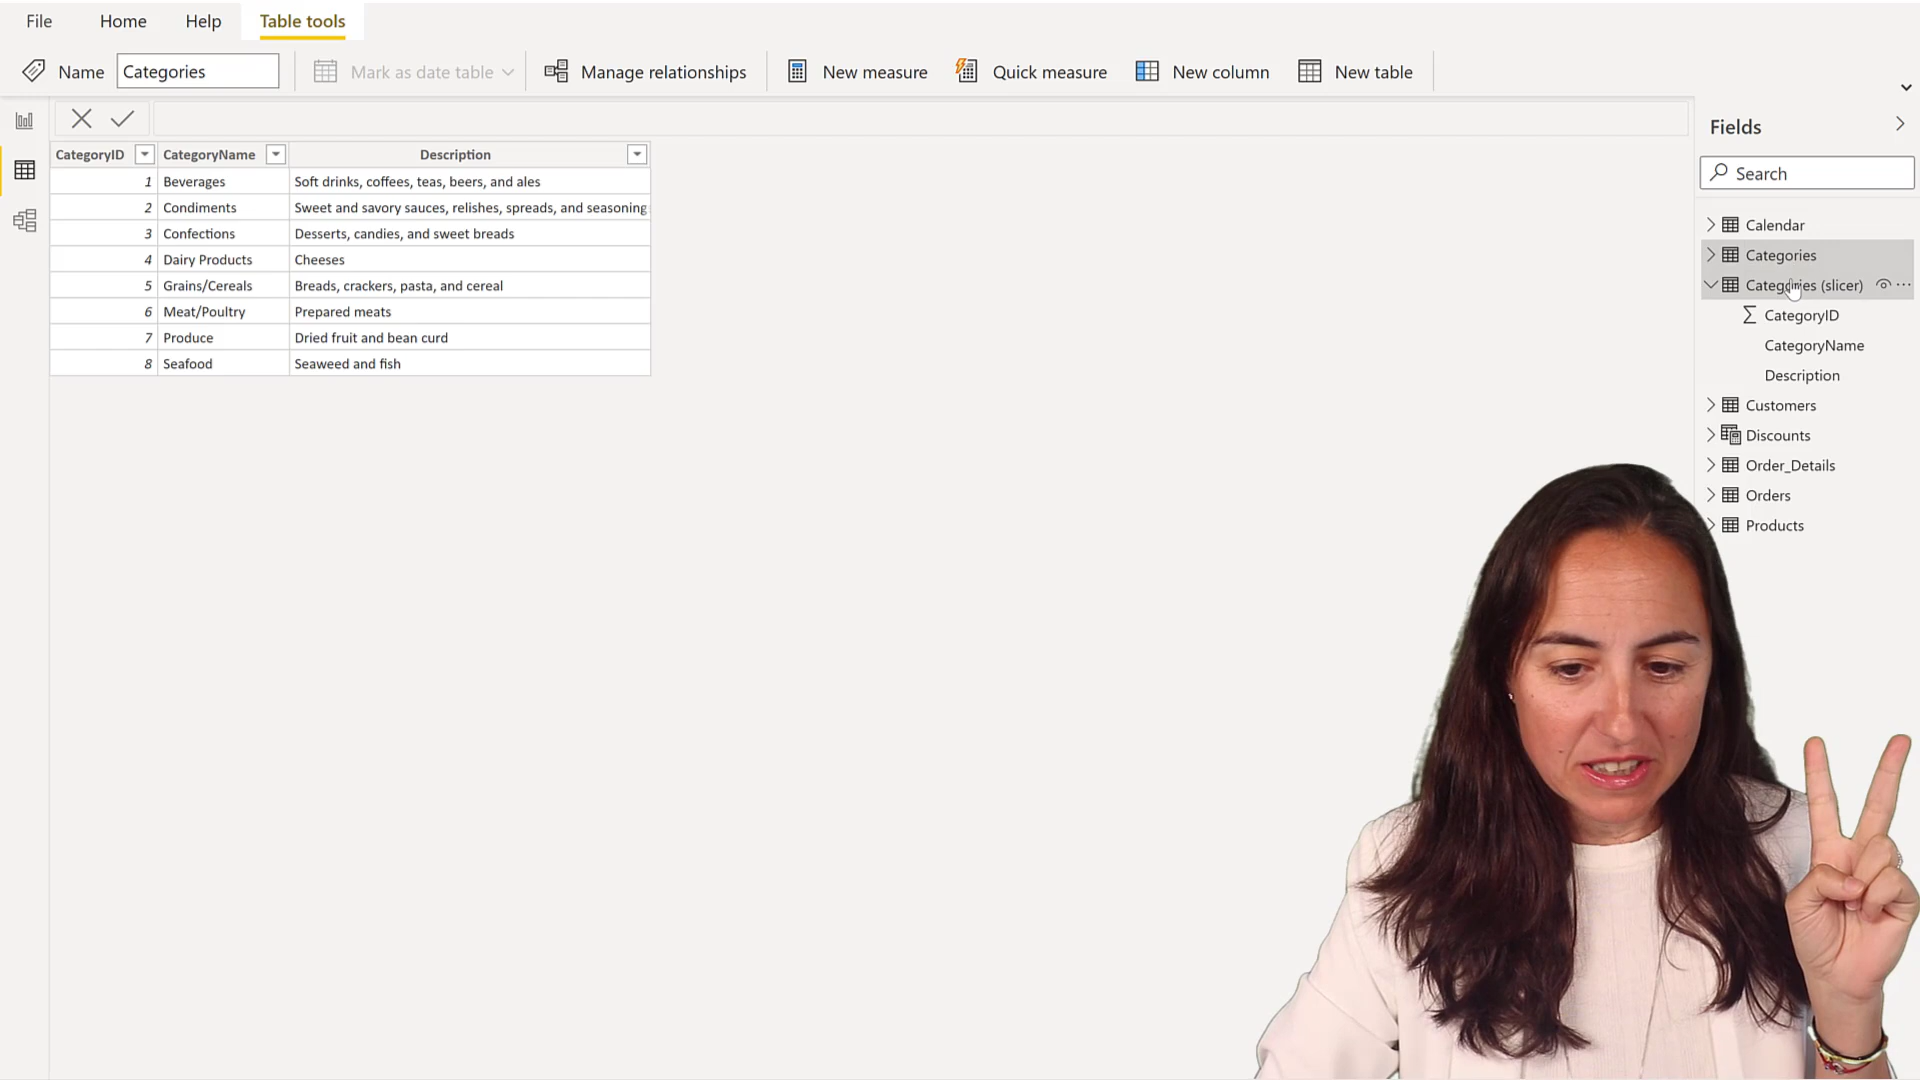 File Home Help Table tools
Name Categories Mark as date table Manage relationships New measure Quick measure New column New table
Fields
Search
CategoryID CategoryName Description
1 Beverages Soft drinks, coffees, teas, beers, and ales
2 Condiments Sweet and savory sauces, relishes, spreads, and seasoning
3 Confections Desserts, candies, and sweet breads
4 Dairy Products Cheeses
5 Grains/Cereals Breads, crackers, pasta, and cereal
6 Meat/Poultry Prepared meats
7 Produce Dried fruit and bean curd
8 Seafood Seaweed and fish
Calendar
Categories
Categories (slicer)
CategoryID
CategoryName
Description
Customers
Discounts
Order_Details
Orders
Products